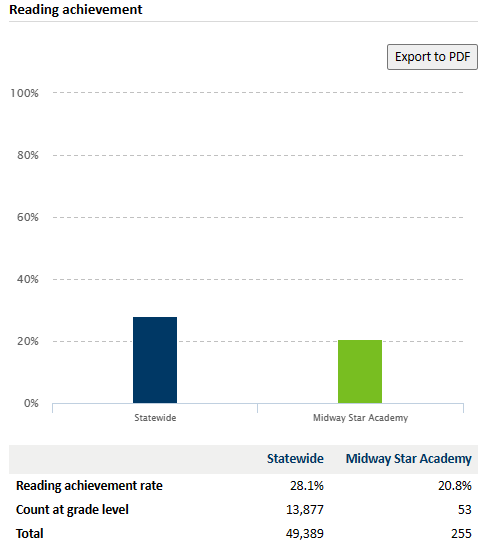 Reading achievement
Export to PDF
100%
80%
60%
40%
20%
0%
Statewide Midway Star Academy
Statewide Midway Star Academy
Reading achievement rate 28.1% 20.8%
Count at grade level 13,877 53
Total 49,389 255